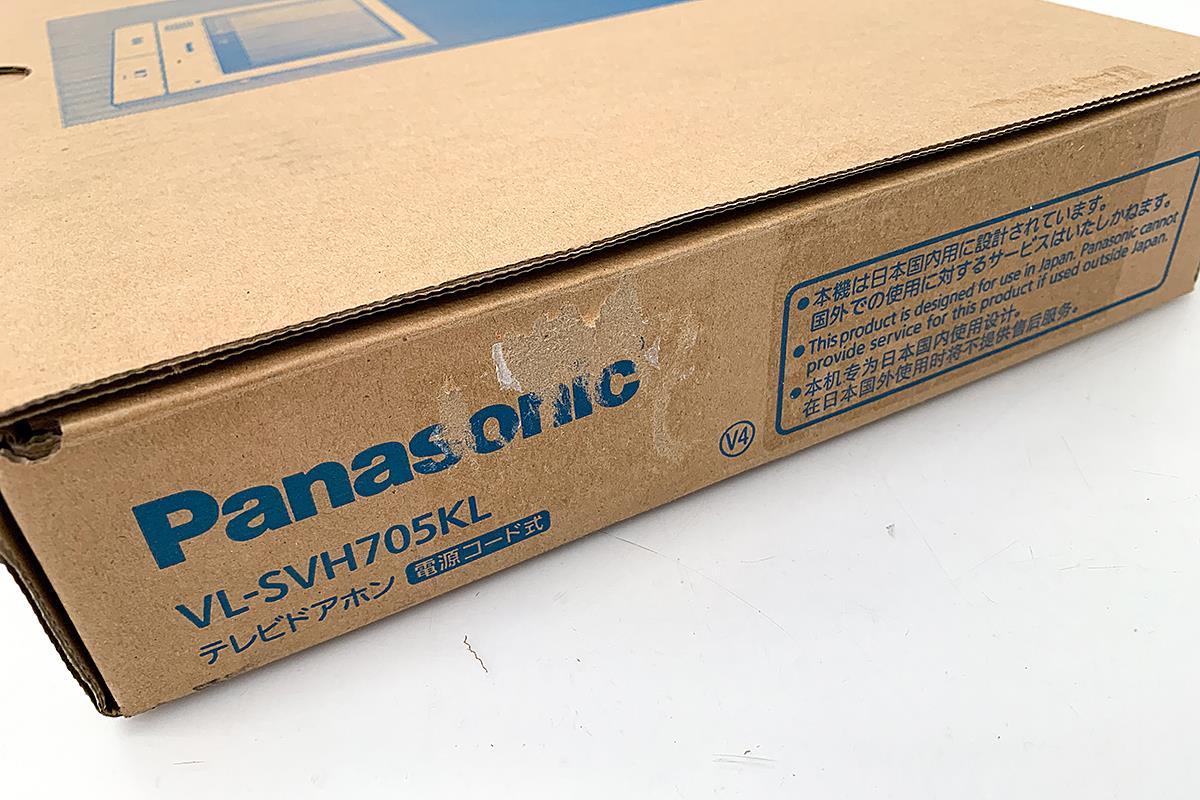 Panasonic
VL-SVH705KL
テレビドアホン 電源コード式
V4
●本機は日本国内用に設計されています。
国外での使用に対するサービスはいたしかねます。
●This product is designed for use in Japan. Panasonic cannot
provide service for this product if used outside Japan.
●本机专为日本国内使用设计。
在日本国外使用时将不提供售后服务。